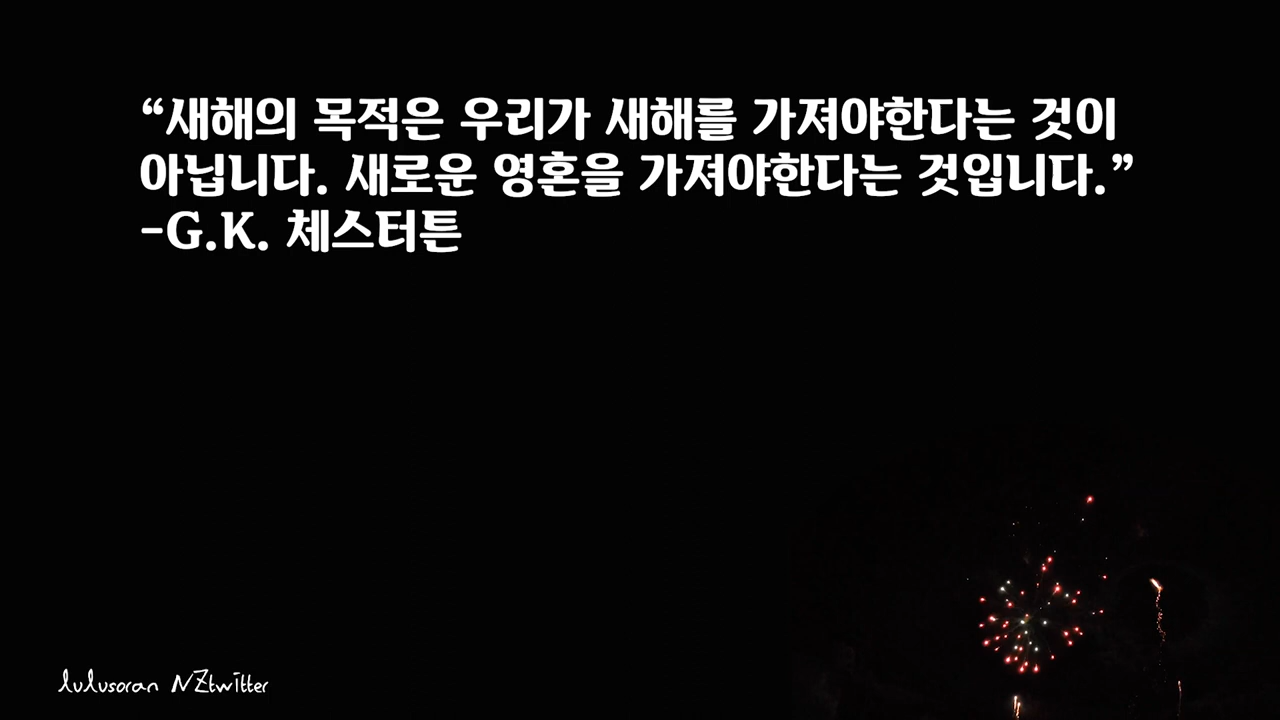 “새해의 목적은 우리가 새해를 가져야한다는 것이
아닙니다. 새로운 영혼을 가져야한다는 것입니다.”
-G.K. 체스터튼
lulusoran NZtwitter